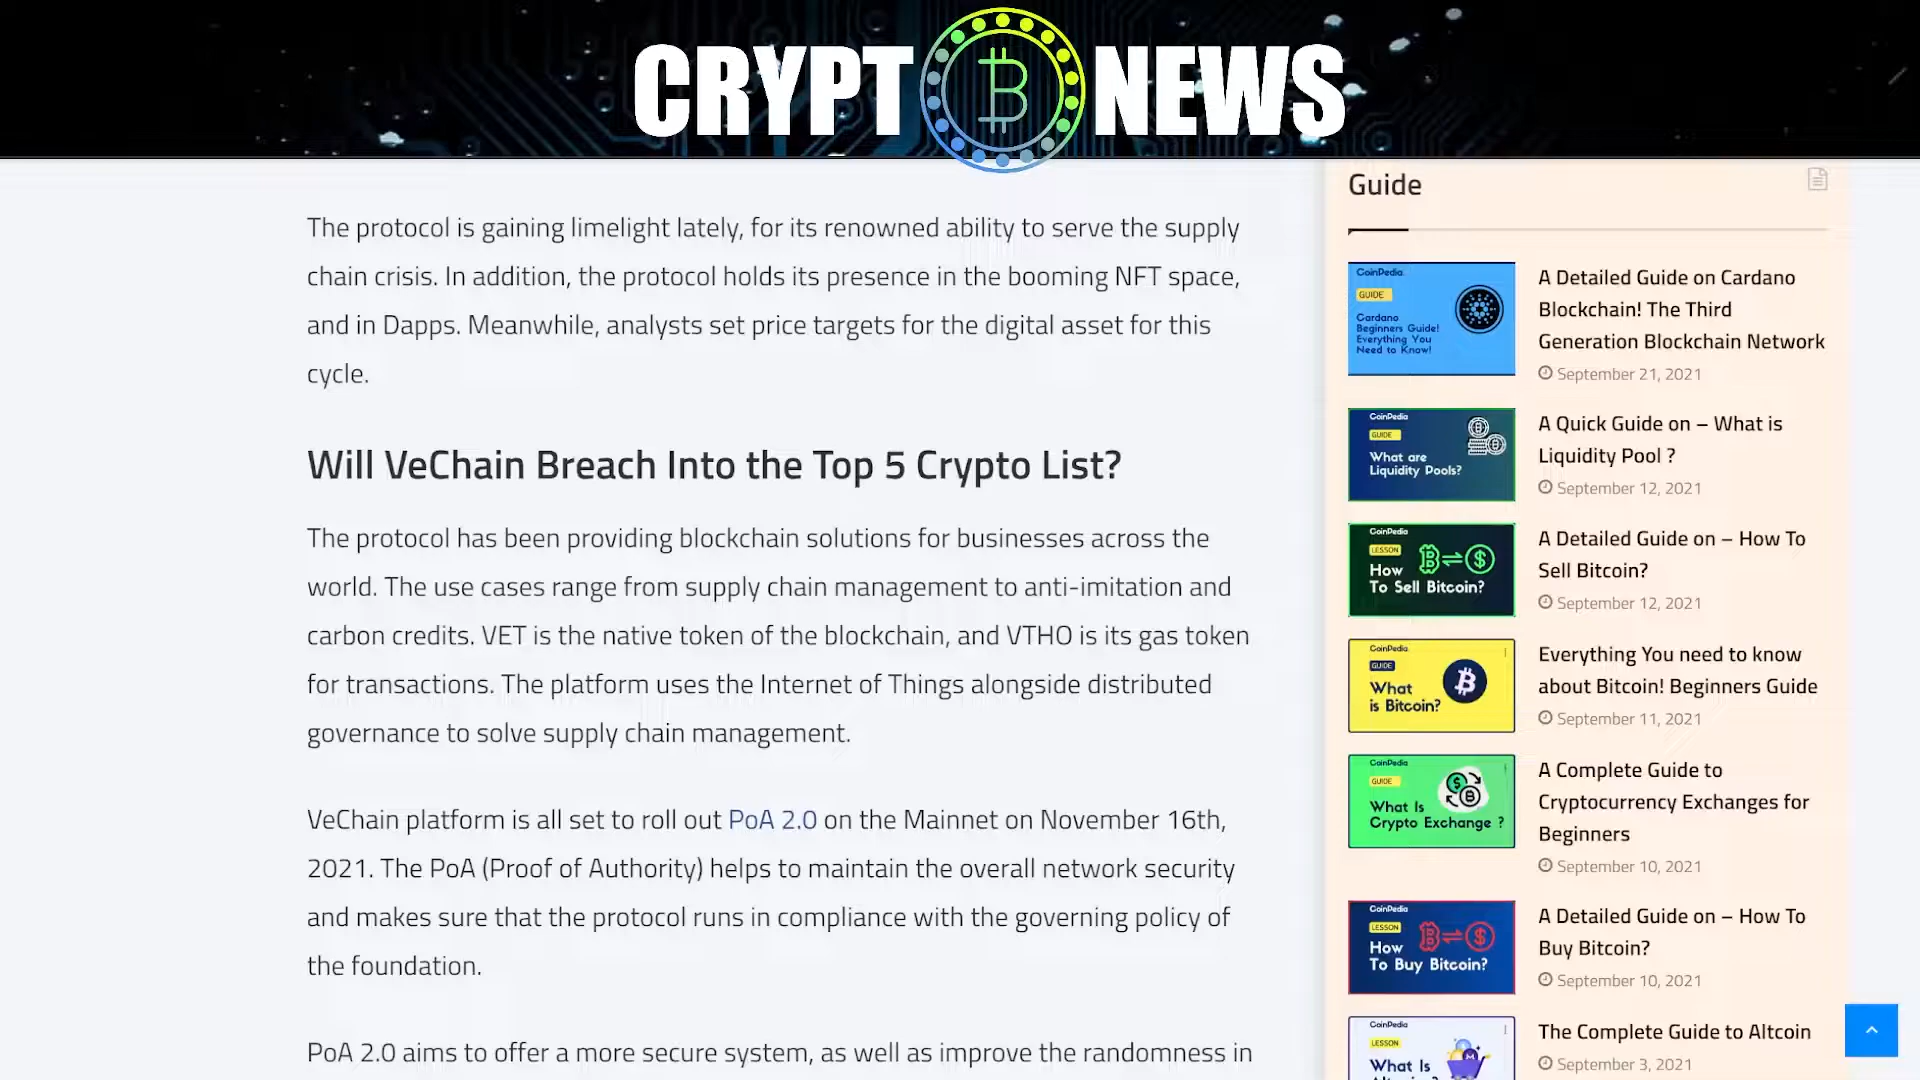 CRYPT NEWS
The protocol is gaining limelight lately, for its renowned ability to serve the supply
chain crisis. In addition, the protocol holds its presence in the booming NFT space,
and in Dapps. Meanwhile, analysts set price targets for the digital asset for this
cycle.
Will VeChain Breach Into the Top 5 Crypto List?
The protocol has been providing blockchain solutions for businesses across the
world. The use cases range from supply chain management to anti-imitation and
carbon credits. VET is the native token of the blockchain, and VTHO is its gas token
for transactions. The platform uses the Internet of Things alongside distributed
governance to solve supply chain management.
VeChain platform is all set to roll out PoA 2.0 on the Mainnet on November 16th,
2021. The PoA (Proof of Authority) helps to maintain the overall network security
and makes sure that the protocol runs in compliance with the governing policy of
the foundation.
PoA 2.0 aims to offer a more secure system, as well as improve the randomness in
Guide
CoinPedia
GUIDE
Cardano
Beginners Guide!
Everything You
Need to Know!
A Detailed Guide on Cardano
Blockchain! The Third
Generation Blockchain Network
September 21, 2021
CoinPedia
GUIDE
What are
Liquidity Pools?
A Quick Guide on – What is
Liquidity Pool ?
September 12, 2021
CoinPedia
LESSON
How
To Sell Bitcoin?
A Detailed Guide on – How To
Sell Bitcoin?
September 12, 2021
CoinPedia
GUIDE
What
is Bitcoin?
Everything You need to know
about Bitcoin! Beginners Guide
September 11, 2021
CoinPedia
GUIDE
What Is
Crypto Exchange ?
A Complete Guide to
Cryptocurrency Exchanges for
Beginners
September 10, 2021
CoinPedia
LESSON
How
To Buy Bitcoin?
A Detailed Guide on – How To
Buy Bitcoin?
September 10, 2021
CoinPedia
LESSON
What Is
The Complete Guide to Altcoin
September 3, 2021